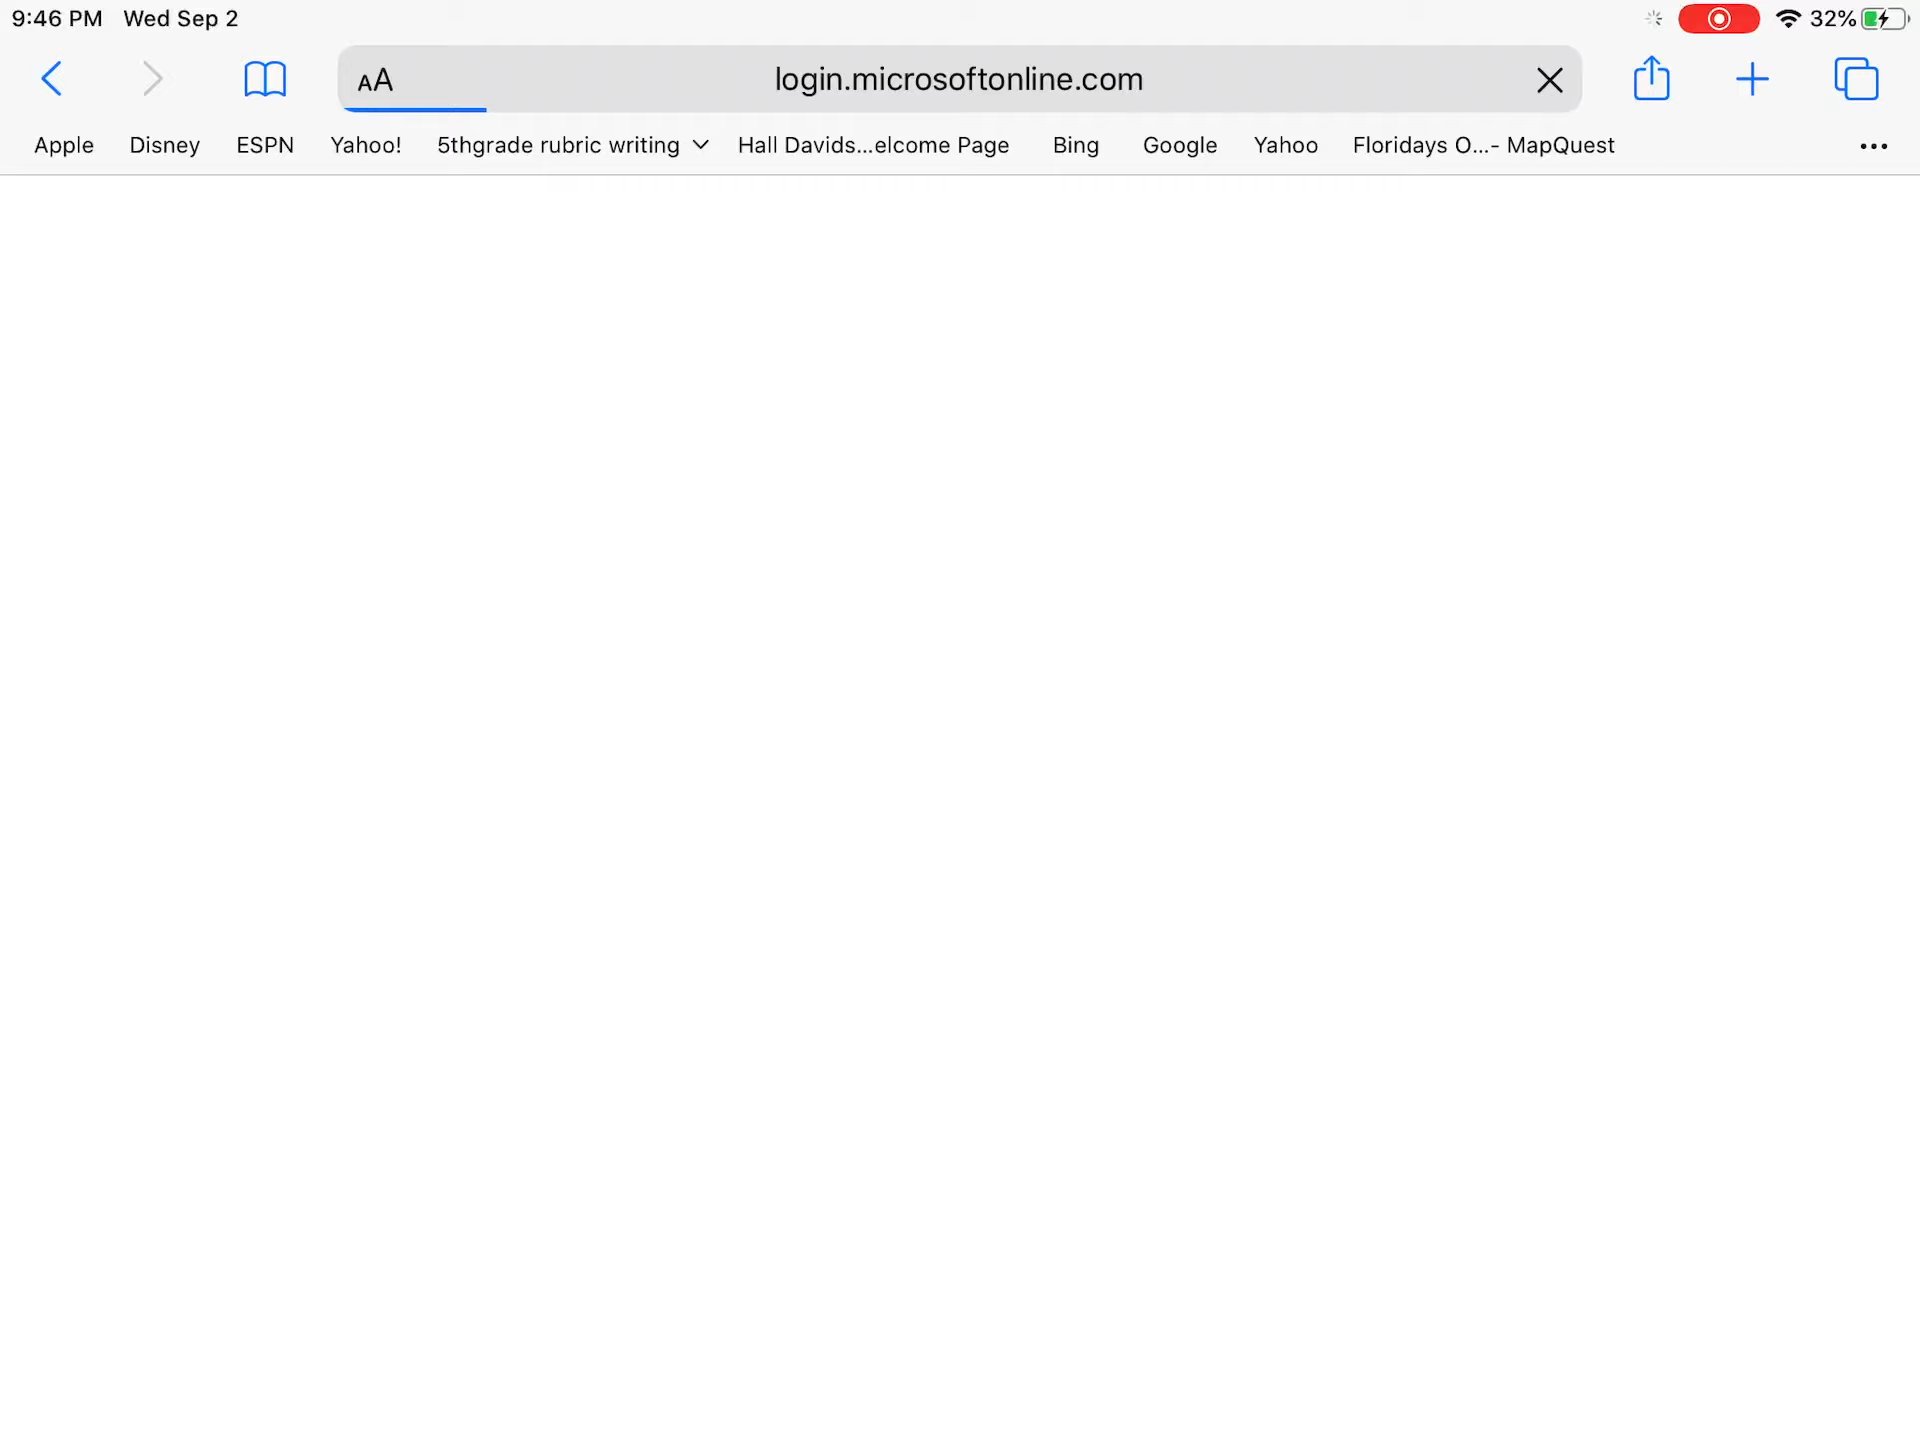 9:46 PM Wed Sep 2 32%
AA login.microsoftonline.com
Apple Disney ESPN Yahoo! 5thgrade rubric writing Hall Davids...elcome Page Bing Google Yahoo Floridays O...- MapQuest